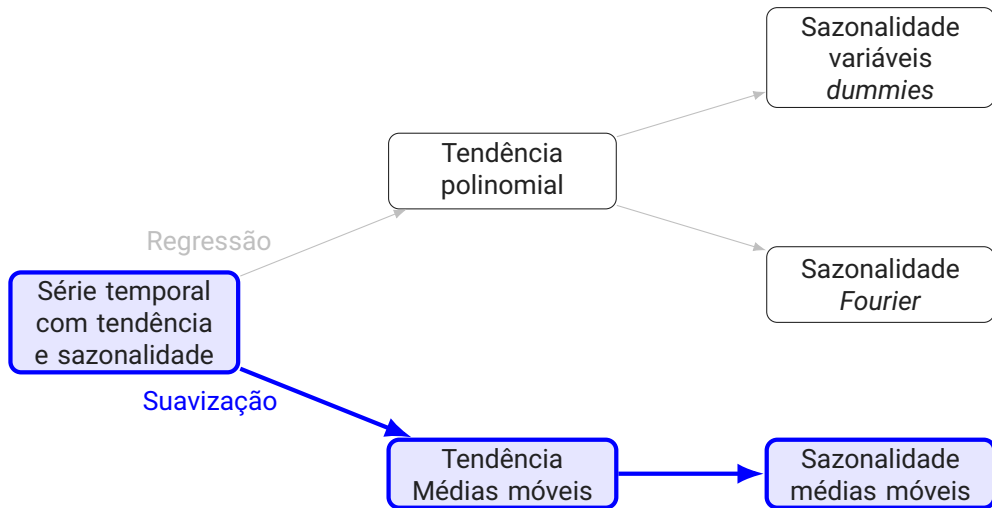 Sazonalidade
variáveis
dummies
Tendência
polinomial
Regressão
Sazonalidade
Fourier
Série temporal
com tendência
e sazonalidade
Suavização
Tendência
Médias móveis
Sazonalidade
médias móveis